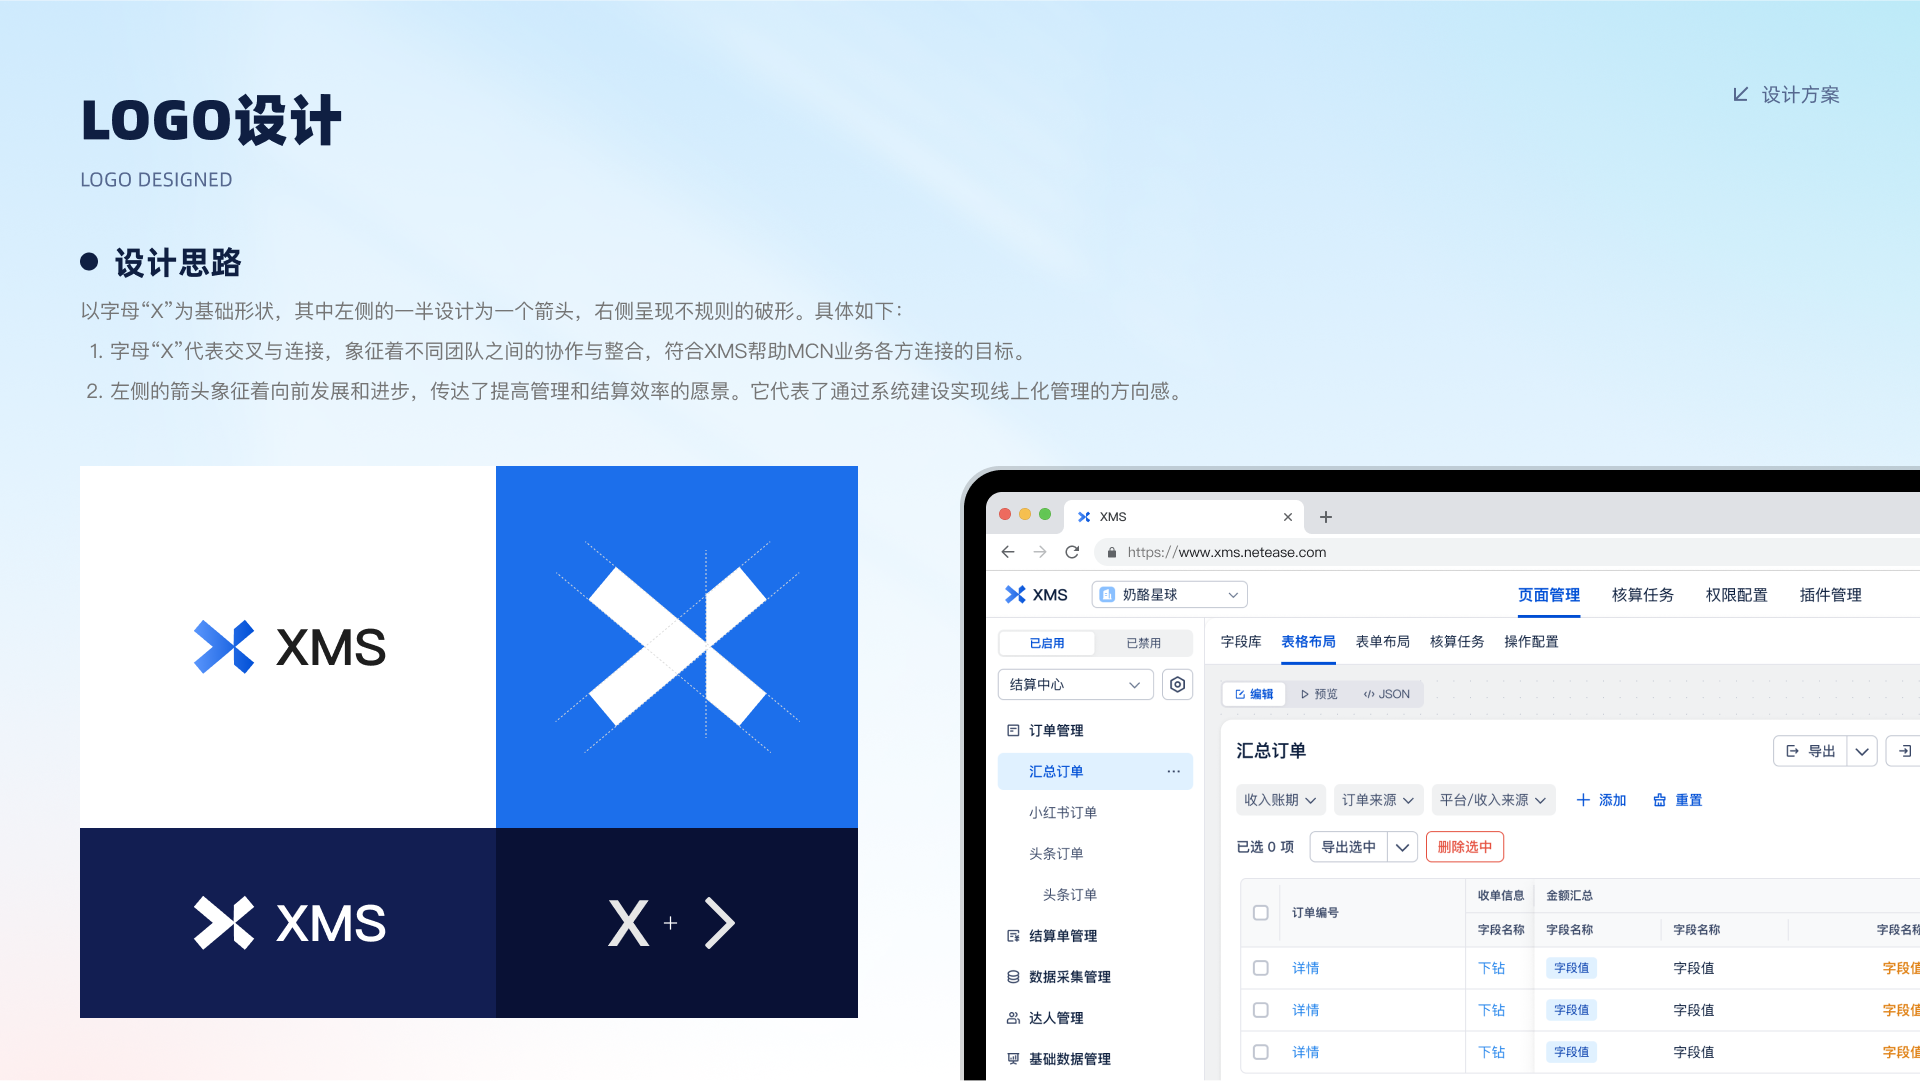 LOGO设计
LOGO DESIGNED
设计方案
设计思路
以字母“X”为基础形状，其中左侧的一半设计为一个箭头，右侧呈现不规则的破形。具体如下：
1. 字母“X”代表交叉与连接，象征着不同团队之间的协作与整合，符合XMS帮助MCN业务各方连接的目标。
2. 左侧的箭头象征着向前发展和进步，传达了提高管理和结算效率的愿景。它代表了通过系统建设实现线上化管理的方向感。
XMS
XMS
X + >
XMS
https://www.xms.netease.com
XMS
奶酪星球
页面管理 核算任务 权限配置 插件管理
已启用 已禁用
结算中心
订单管理
汇总订单 ···
小红书订单
头条订单
头条订单
结算单管理
数据采集管理
达人管理
基础数据管理
字段库 表格布局 表单布局 核算任务 操作配置
编辑 预览 </> JSON
汇总订单
导出
收入账期 订单来源 平台/收入来源 添加 重置
已选 0 项 导出选中 删除选中
订单编号 收单信息 金额汇总
字段名称 字段名称 字段名称 字段名称
详情 下钻 字段值 字段值 字段值
详情 下钻 字段值 字段值 字段值
详情 下钻 字段值 字段值 字段值